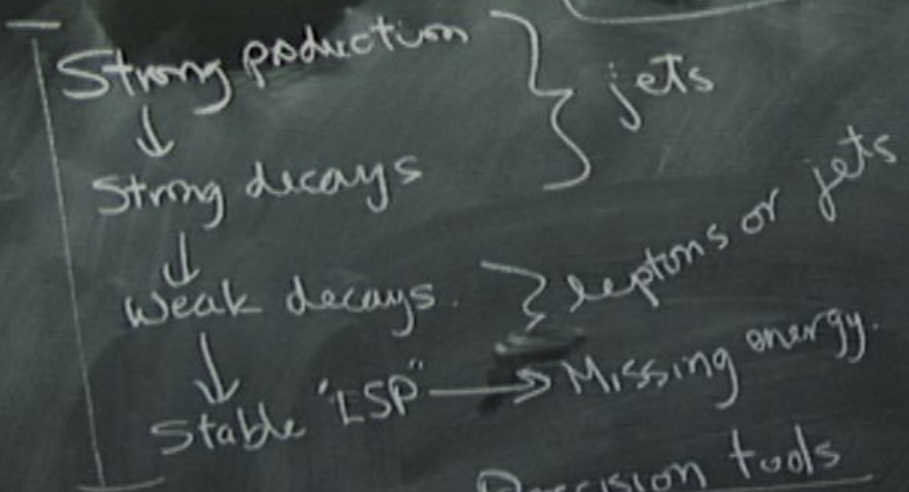 Strong production } jets
↓
Strong decays
↓
Weak decays. } leptons or jets
↓
Stable "LSP" → Missing energy.
Precision tools